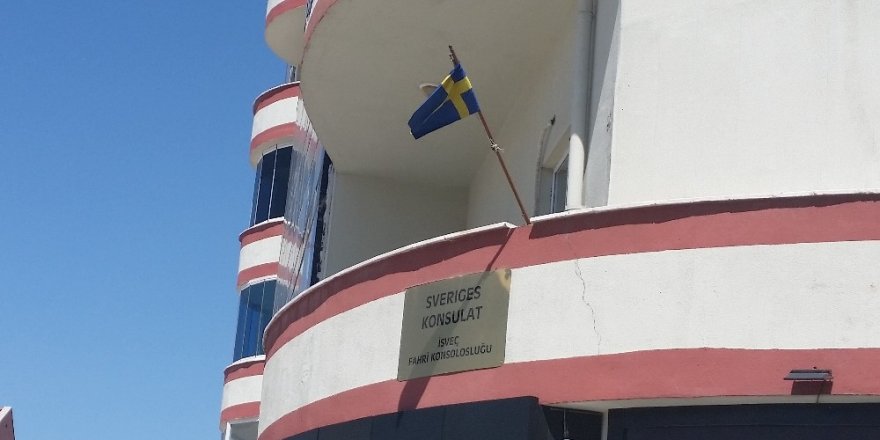 SVERIGES
KONSULAT
İSVEÇ
FAHRİ KONSOLOSLUĞU